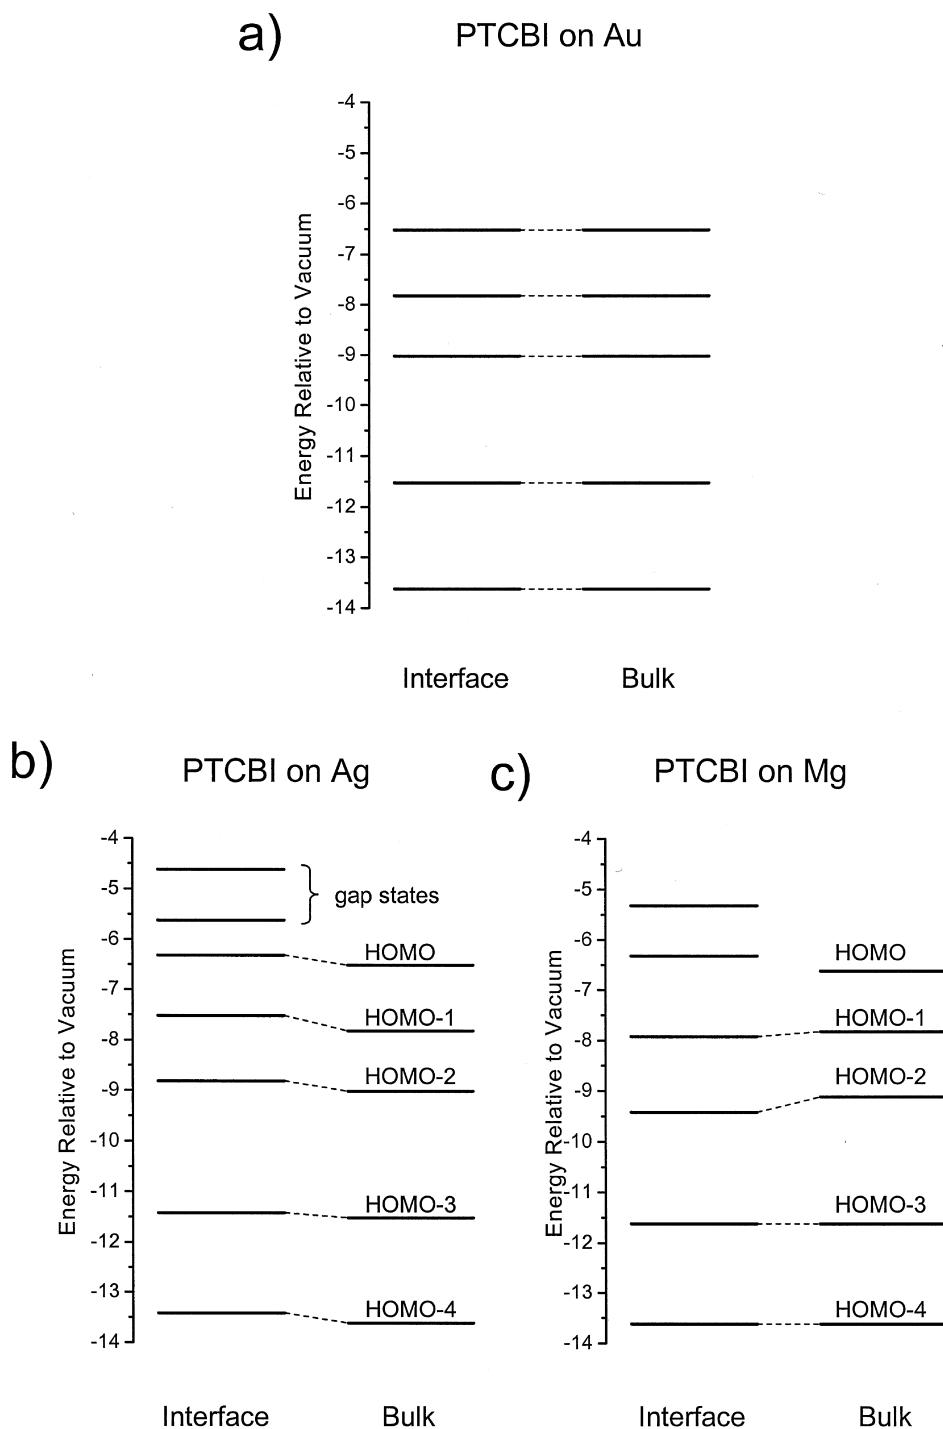 a)
PTCBI on Au
Energy Relative to Vacuum
-4
-5
-6
-7
-8
-9
-10
-11
-12
-13
-14
Interface
Bulk
b)
PTCBI on Ag
Energy Relative to Vacuum
-4
-5
-6
-7
-8
-9
-10
-11
-12
-13
-14
gap states
HOMO
HOMO-1
HOMO-2
HOMO-3
HOMO-4
Interface
Bulk
c)
PTCBI on Mg
Energy Relative to Vacuum
-4
-5
-6
-7
-8
-9
-10
-11
-12
-13
-14
HOMO
HOMO-1
HOMO-2
HOMO-3
HOMO-4
Interface
Bulk